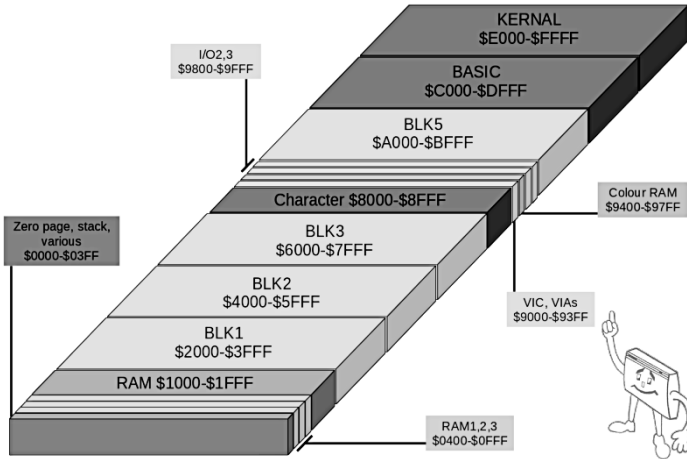 KERNAL
$E000-$FFFF
I/O2,3
$9800-$9FFF
BASIC
$C000-$DFFF
BLK5
$A000-$BFFF
Character $8000-$8FFF
Colour RAM
$9400-$97FF
Zero page, stack,
various
$0000-$03FF
BLK3
$6000-$7FFF
BLK2
$4000-$5FFF
VIC, VIAs
$9000-$93FF
BLK1
$2000-$3FFF
RAM $1000-$1FFF
RAM1,2,3
$0400-$0FFF